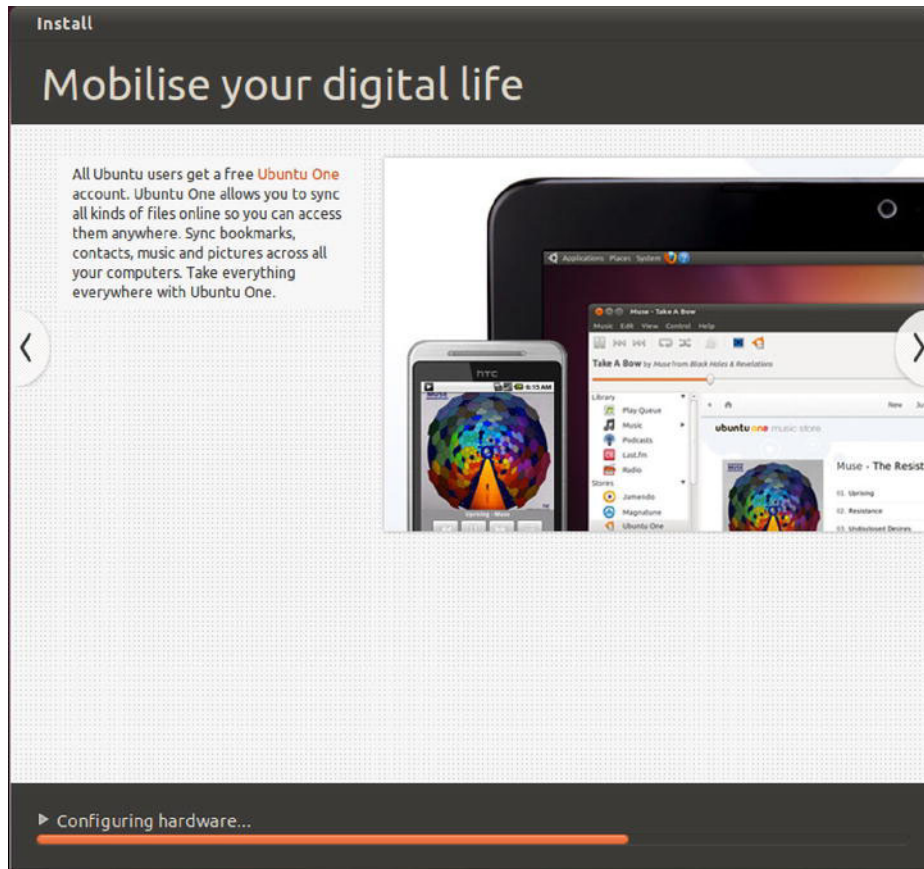 Install
Mobilise your digital life
All Ubuntu users get a free Ubuntu One
account. Ubuntu One allows you to sync
all kinds of files online so you can access
them anywhere. Sync bookmarks,
contacts, music and pictures across all
your computers. Take everything
everywhere with Ubuntu One.
Applications Places System
Muse - Take A Bow
Music Edit View Control Help
Take A Bow by Muse from Black Holes & Revelations
hTC
6:15 AM
MUSE
Uprising - Muse
Library
Play Queue
Music
Podcasts
Last.fm
Radio
Stores
Jamendo
Magnatune
Ubuntu One
New
ubuntu one music store
MUSE
Muse - The Resist
01. Uprising
02. Resistance
03. Undisclosed Desires
Configuring hardware...